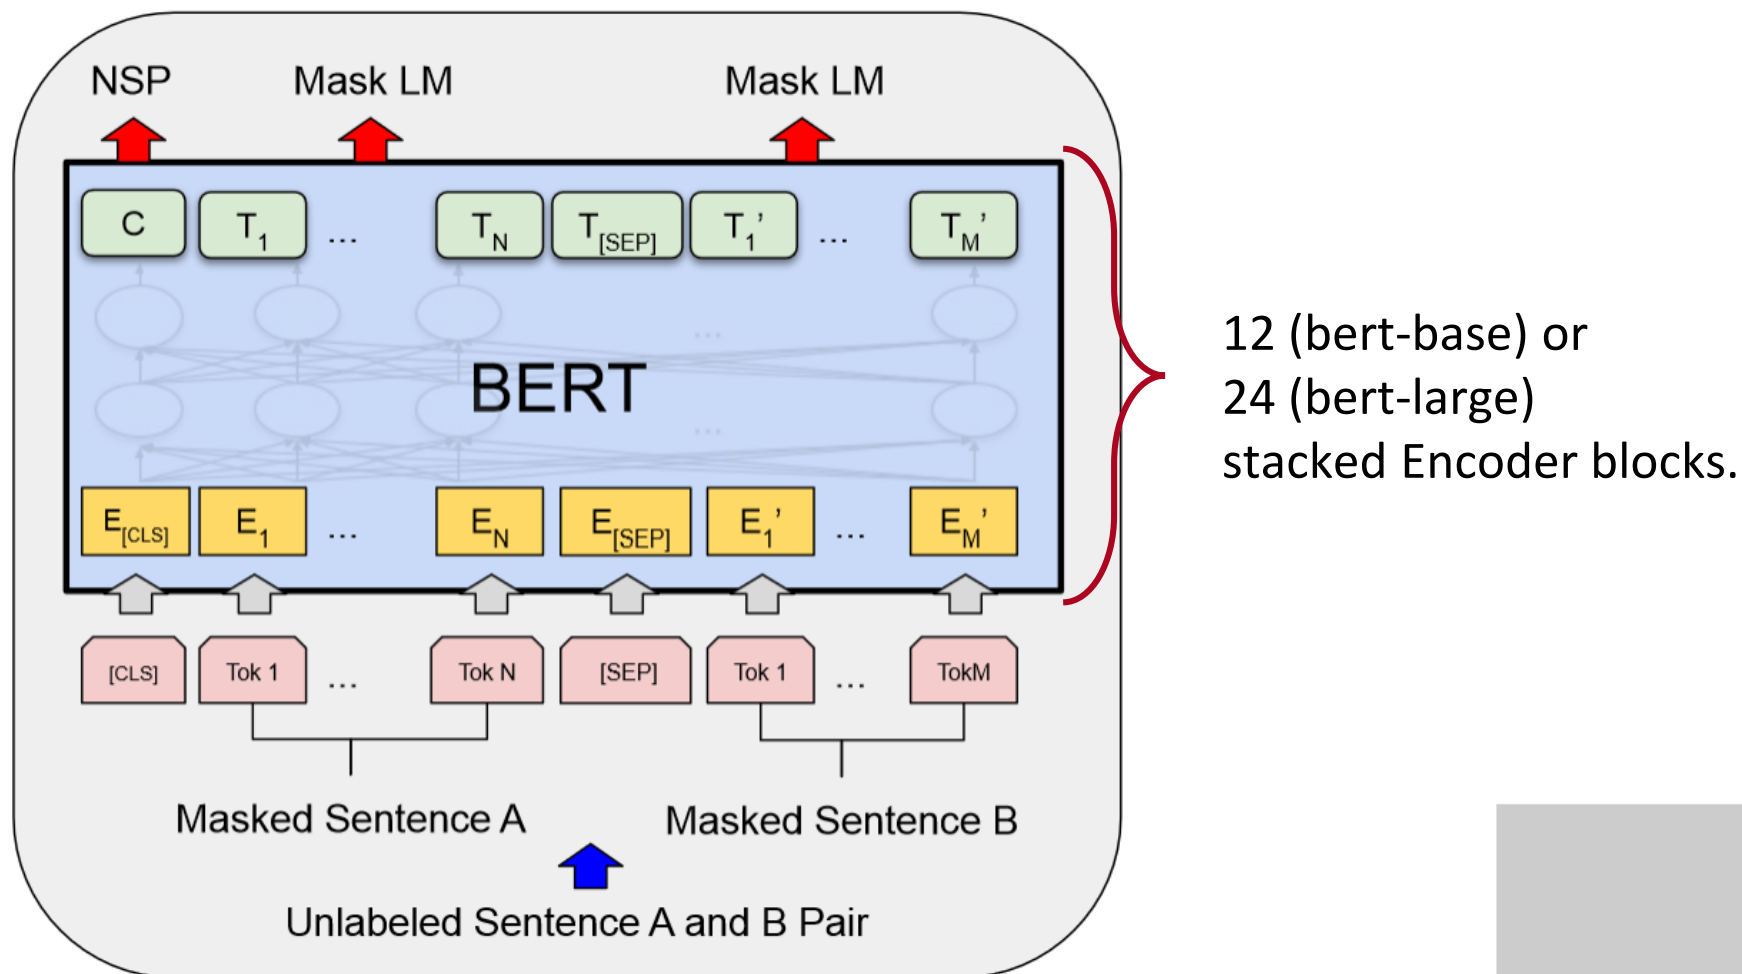 NSP Mask LM Mask LM
C T1 ... TN T[SEP] T1’ ... TM’
...
BERT
...
E[CLS] E1 ... EN E[SEP] E1’ ... EM’
[CLS] Tok 1 ... Tok N [SEP] Tok 1 ... TokM
Masked Sentence A Masked Sentence B
Unlabeled Sentence A and B Pair
12 (bert-base) or
24 (bert-large)
stacked Encoder blocks.